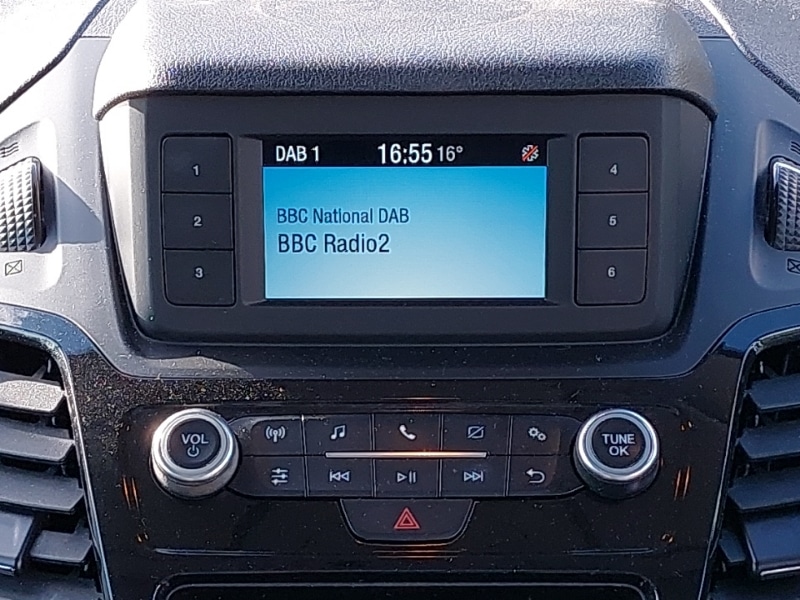 DAB 1 16:55 16°
1
4
BBC National DAB
2
5
BBC Radio2
3
6
VOL
TUNE
OK